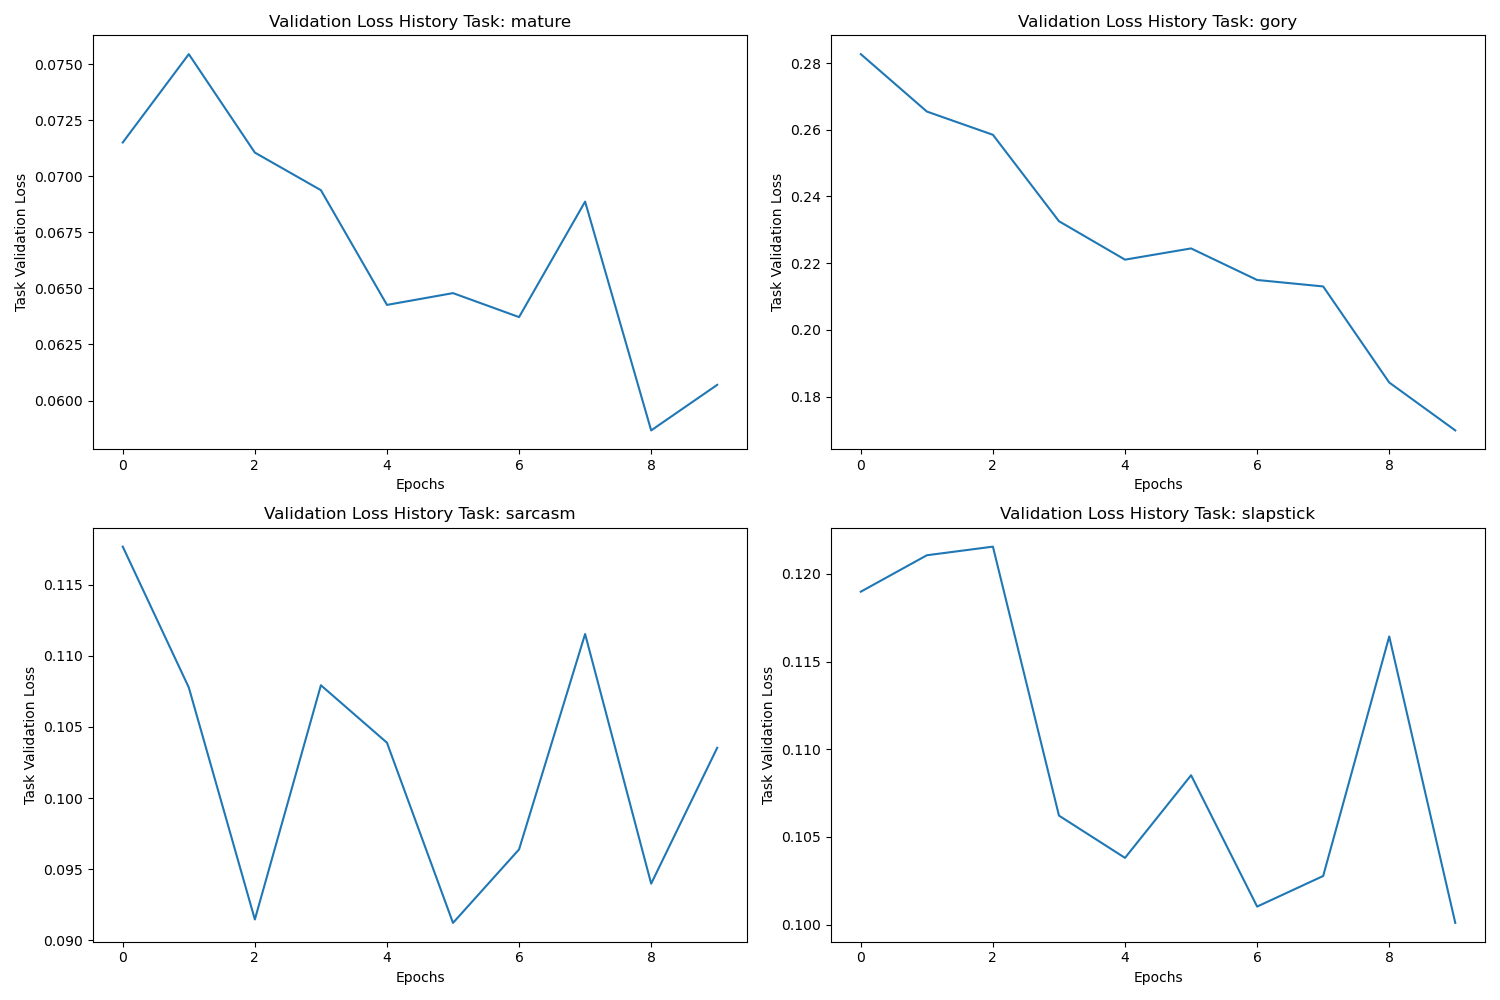 Validation Loss History Task: mature
Task Validation Loss
0.0750
0.0725
0.0700
0.0675
0.0650
0.0625
0.0600
0 2 4 6 8
Epochs
Validation Loss History Task: gory
Task Validation Loss
0.28
0.26
0.24
0.22
0.20
0.18
0 2 4 6 8
Epochs
Validation Loss History Task: sarcasm
Task Validation Loss
0.115
0.110
0.105
0.100
0.095
0.090
0 2 4 6 8
Epochs
Validation Loss History Task: slapstick
Task Validation Loss
0.120
0.115
0.110
0.105
0.100
0 2 4 6 8
Epochs